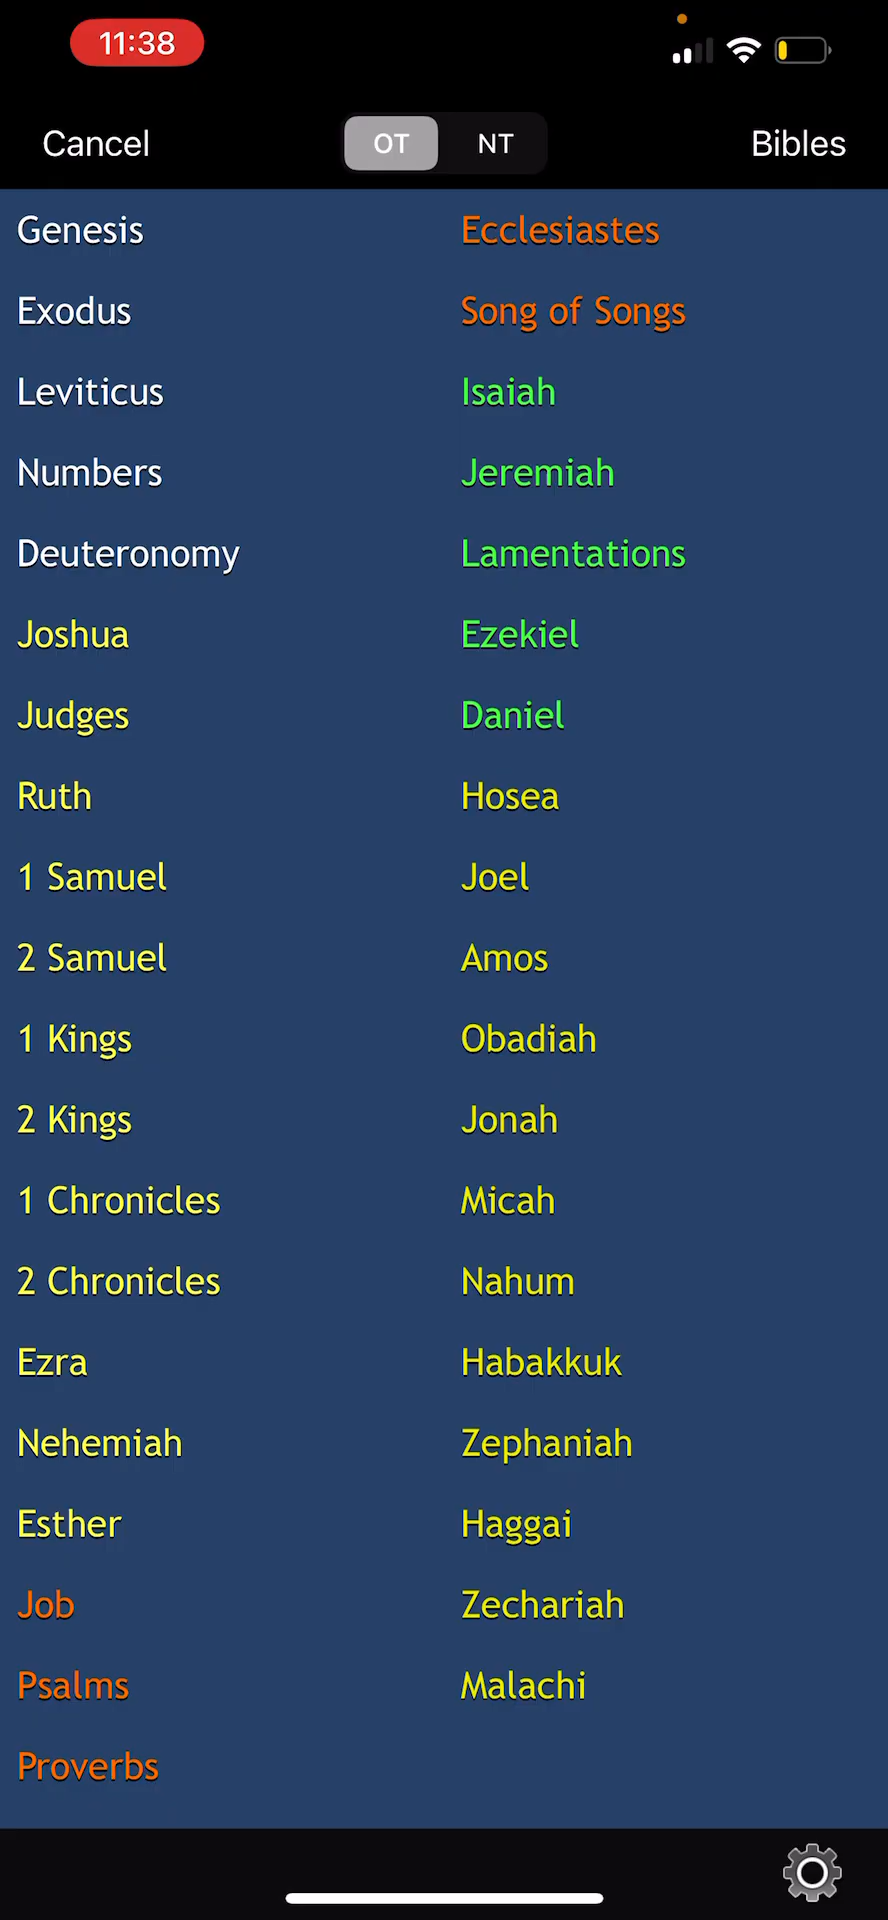 11:38
Cancel
OT
NT
Bibles
Genesis
Exodus
Leviticus
Numbers
Deuteronomy
Joshua
Judges
Ruth
1 Samuel
2 Samuel
1 Kings
2 Kings
1 Chronicles
2 Chronicles
Ezra
Nehemiah
Esther
Job
Psalms
Proverbs
Ecclesiastes
Song of Songs
Isaiah
Jeremiah
Lamentations
Ezekiel
Daniel
Hosea
Joel
Amos
Obadiah
Jonah
Micah
Nahum
Habakkuk
Zephaniah
Haggai
Zechariah
Malachi